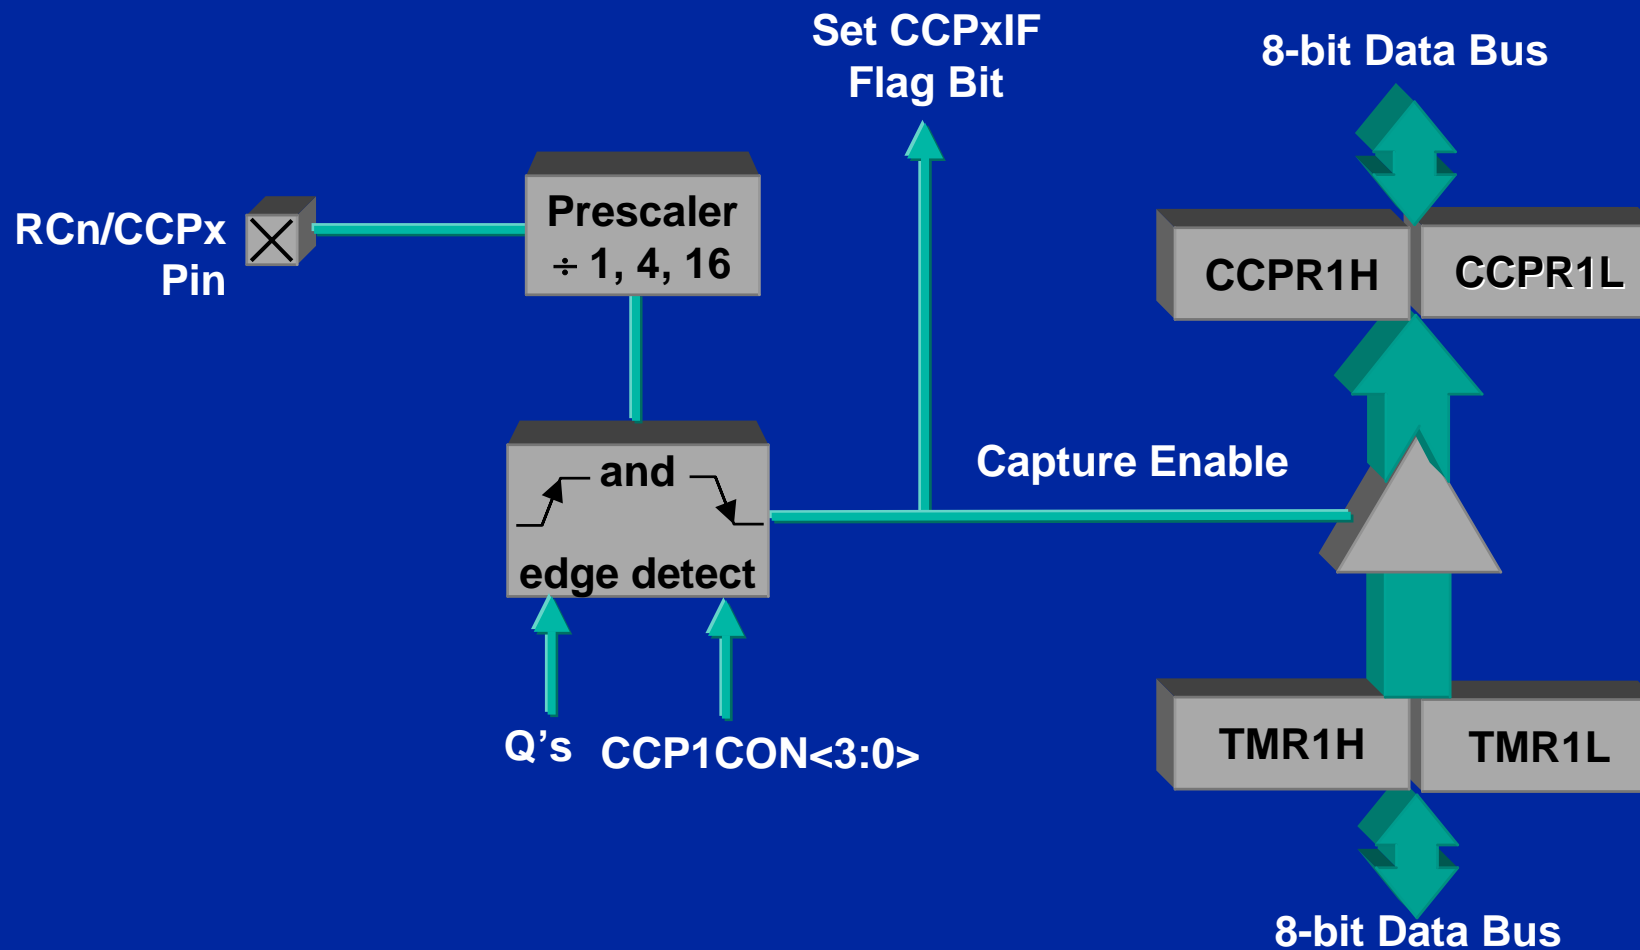 Set CCPxIF
Flag Bit
8-bit Data Bus
RCn/CCPx
Pin
Prescaler
÷ 1, 4, 16
CCPR1H
CCPR1L
and
edge detect
Capture Enable
Q’s
CCP1CON<3:0>
TMR1H
TMR1L
8-bit Data Bus